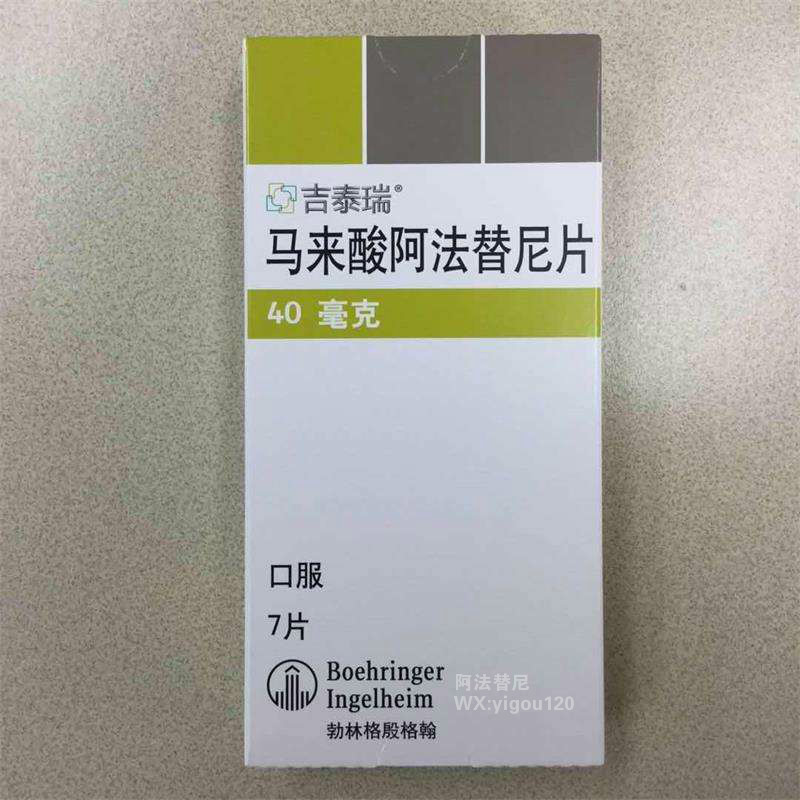 吉泰瑞®
马来酸阿法替尼片
40 毫克
口服
7片
Boehringer
Ingelheim
勃林格殷格翰
阿法替尼
WX:yigou120